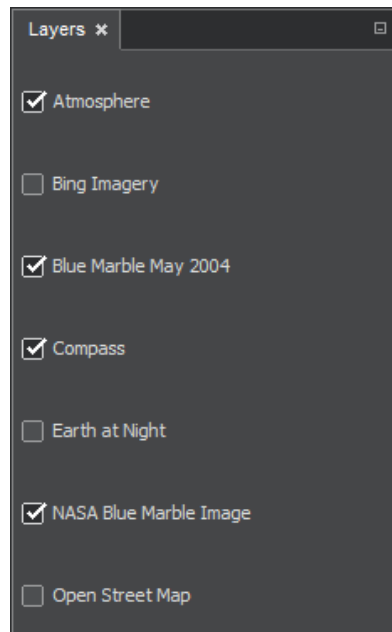 Layers
Atmosphere
Bing Imagery
Blue Marble May 2004
Compass
Earth at Night
NASA Blue Marble Image
Open Street Map